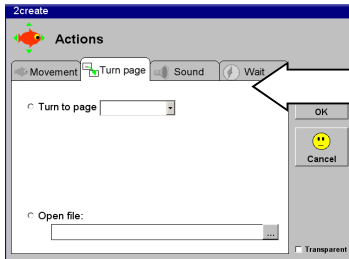 2create
Actions
Movement Turn page Sound Wait
Turn to page
OK
Cancel
Open file:
...
Transparent